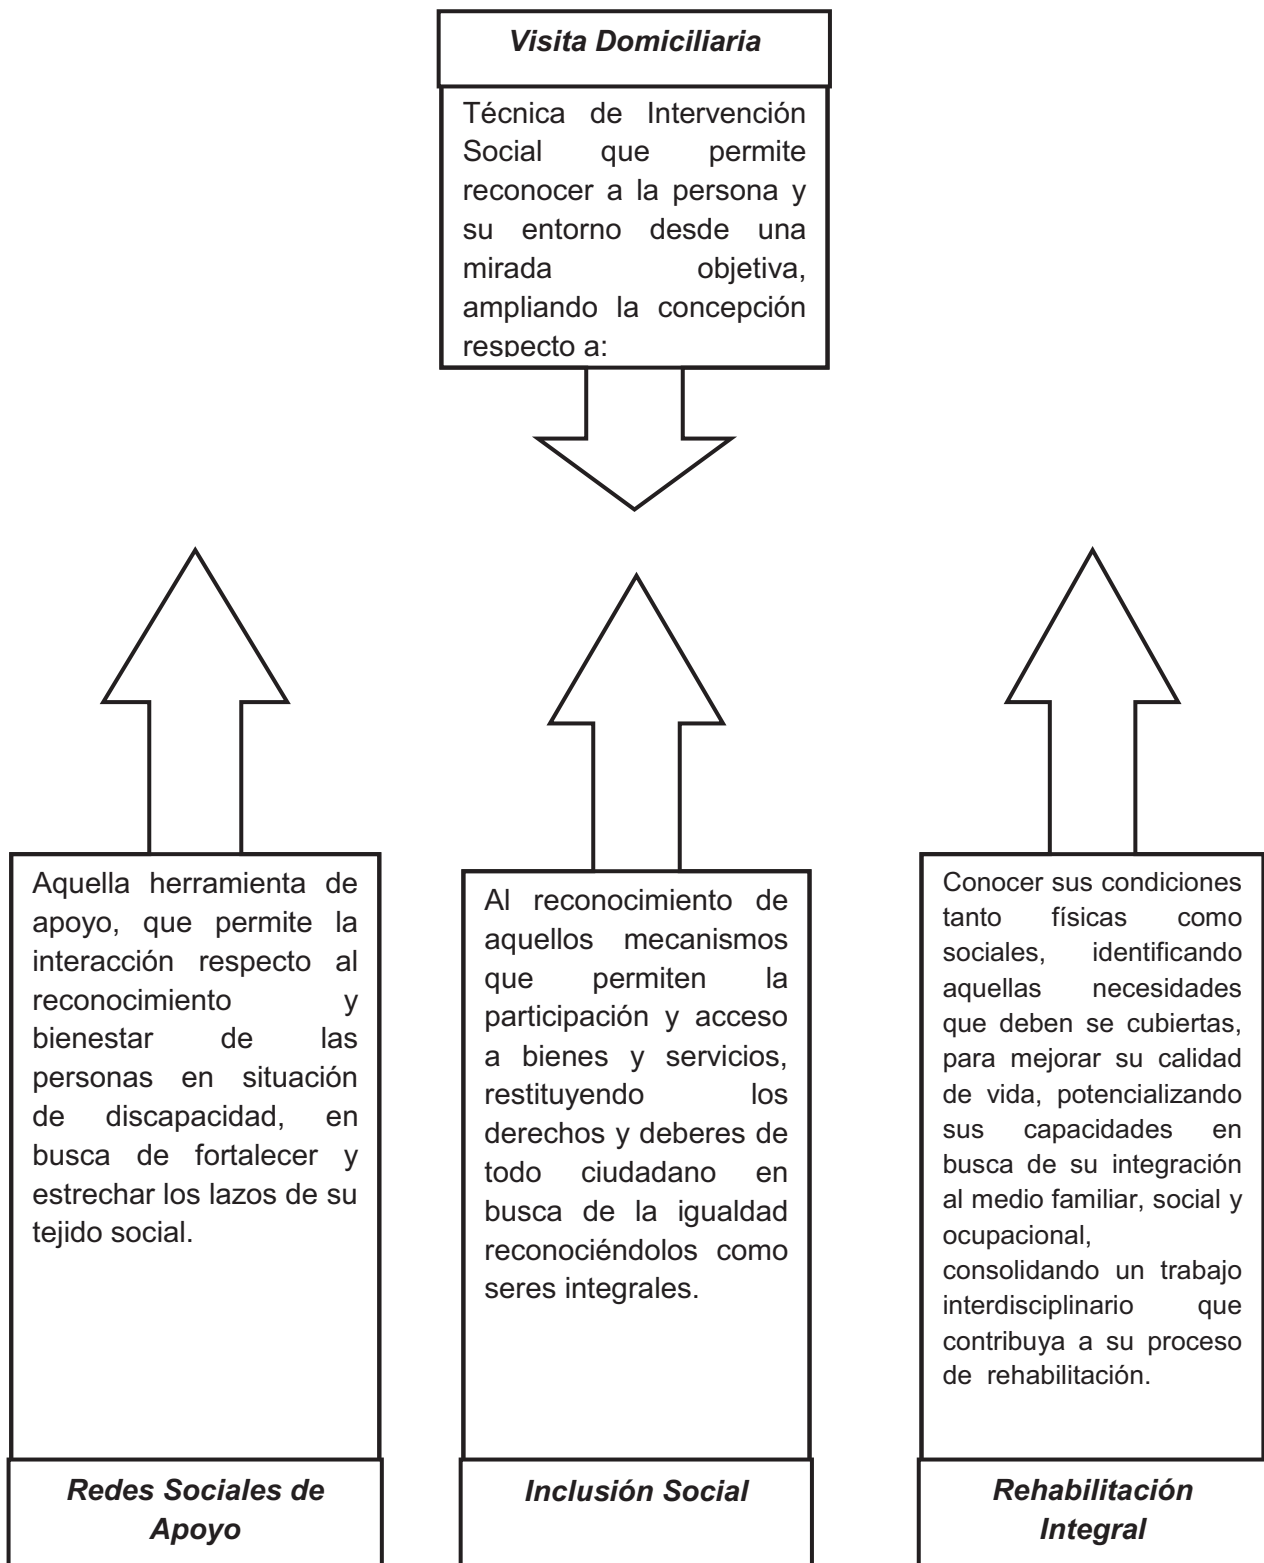 Visita Domiciliaria
Técnica de Intervención
Social que permite
reconocer a la persona y
su entorno desde una
mirada objetiva,
ampliando la concepción
respecto a:
Aquella herramienta de
apoyo, que permite la
interacción respecto al
reconocimiento y
bienestar de las
personas en situación
de discapacidad, en
busca de fortalecer y
estrechar los lazos de su
tejido social.
Redes Sociales de
Apoyo
Al reconocimiento de
aquellos mecanismos
que permiten la
participación y acceso
a bienes y servicios,
restituyendo los
derechos y deberes de
todo ciudadano en
busca de la igualdad
reconociéndolos como
seres integrales.
Inclusión Social
Conocer sus condiciones
tanto físicas como
sociales, identificando
aquellas necesidades
que deben se cubiertas,
para mejorar su calidad
de vida, potencializando
sus capacidades en
busca de su integración
al medio familiar, social y
ocupacional,
consolidando un trabajo
interdisciplinario que
contribuya a su proceso
de rehabilitación.
Rehabilitación
Integral